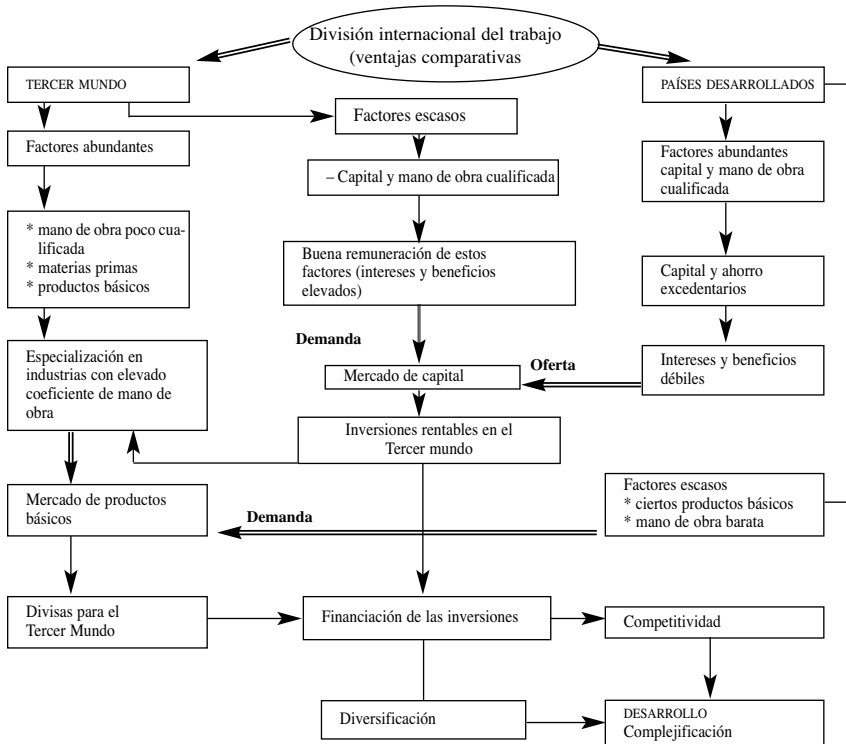 División internacional del trabajo
(ventajas comparativas
TERCER MUNDO
PAÍSES DESARROLLADOS
Factores escasos
Factores abundantes
Factores abundantes
capital y mano de obra
cualificada
– Capital y mano de obra cualificada
* mano de obra poco cua-
lificada
* materias primas
* productos básicos
Buena remuneración de estos
factores (intereses y beneficios
elevados)
Capital y ahorro
excedentarios
Demanda
Especialización en
industrias con elevado
coeficiente de mano de
obra
Mercado de capital
Oferta
Intereses y beneficios
débiles
Inversiones rentables en el
Tercer mundo
Mercado de productos
básicos
Demanda
Factores escasos
* ciertos productos básicos
* mano de obra barata
Divisas para el
Tercer Mundo
Financiación de las inversiones
Competitividad
Diversificación
DESARROLLO
Complejificación